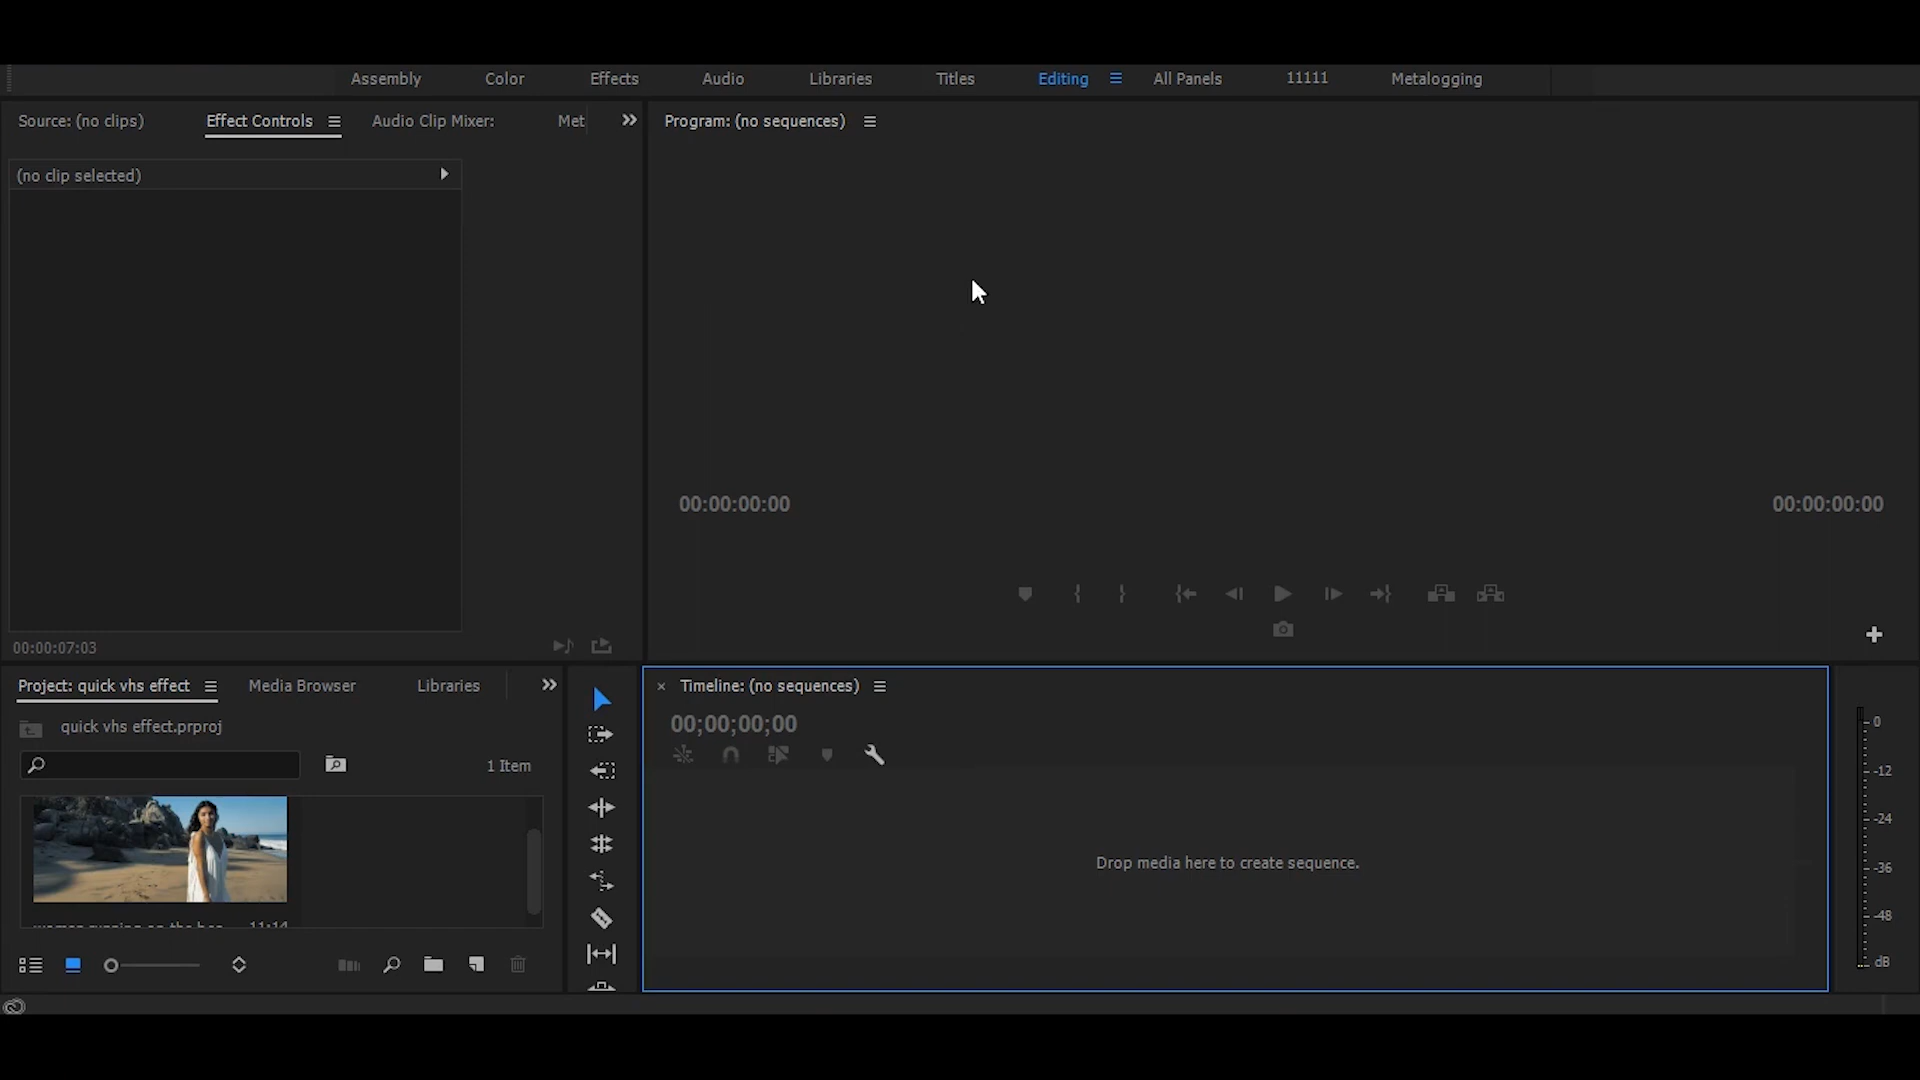 Assembly Color Effects Audio Libraries Titles Editing All Panels 11111 Metalogging
Source: (no clips) Effect Controls Audio Clip Mixer: Met
Program: (no sequences)
(no clip selected)
00:00:00:00 00:00:00:00
00:00:07:03
Project: quick vhs effect Media Browser Libraries
Timeline: (no sequences)
quick vhs effect.prproj
00;00;00;00
1 Item
Drop media here to create sequence.
11:14
0
-12
-24
-36
-48
dB